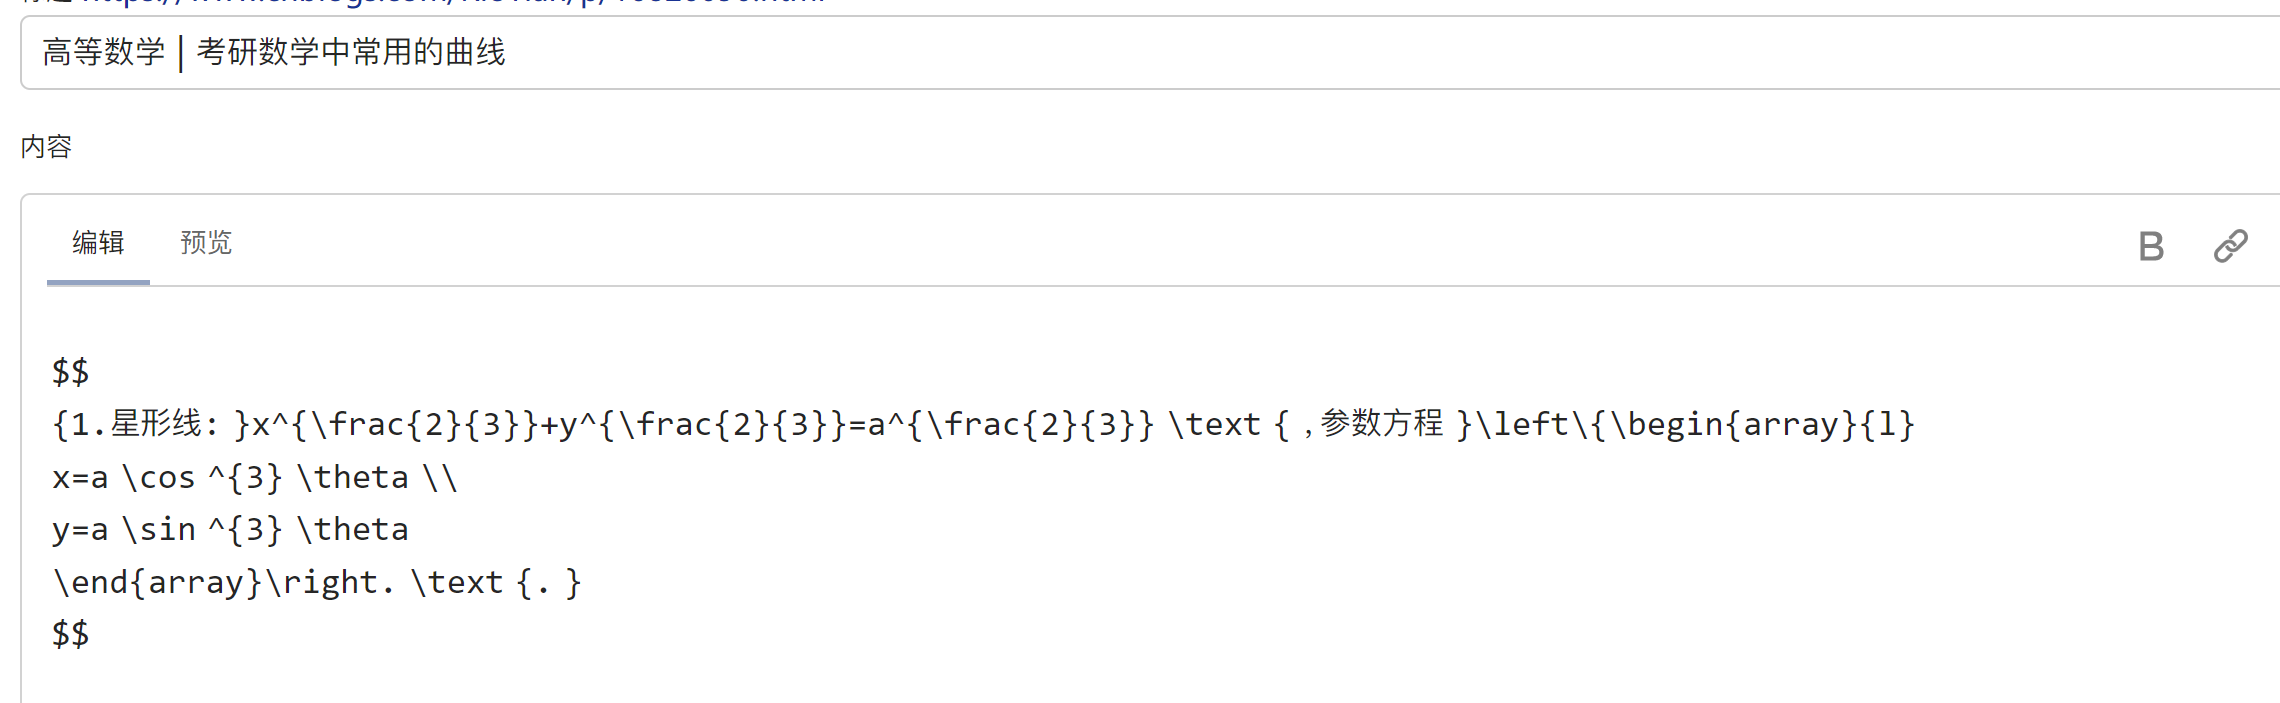 高等数学 | 考研数学中常用的曲线
内容
编辑 预览 B
$$
{1.星形线: }x^{\frac{2}{3}}+y^{\frac{2}{3}}=a^{\frac{2}{3}} \text { ,参数方程 }\left\{\begin{array}{l}
x=a \cos ^{3} \theta \\
y=a \sin ^{3} \theta
\end{array}\right. \text {. }
$$